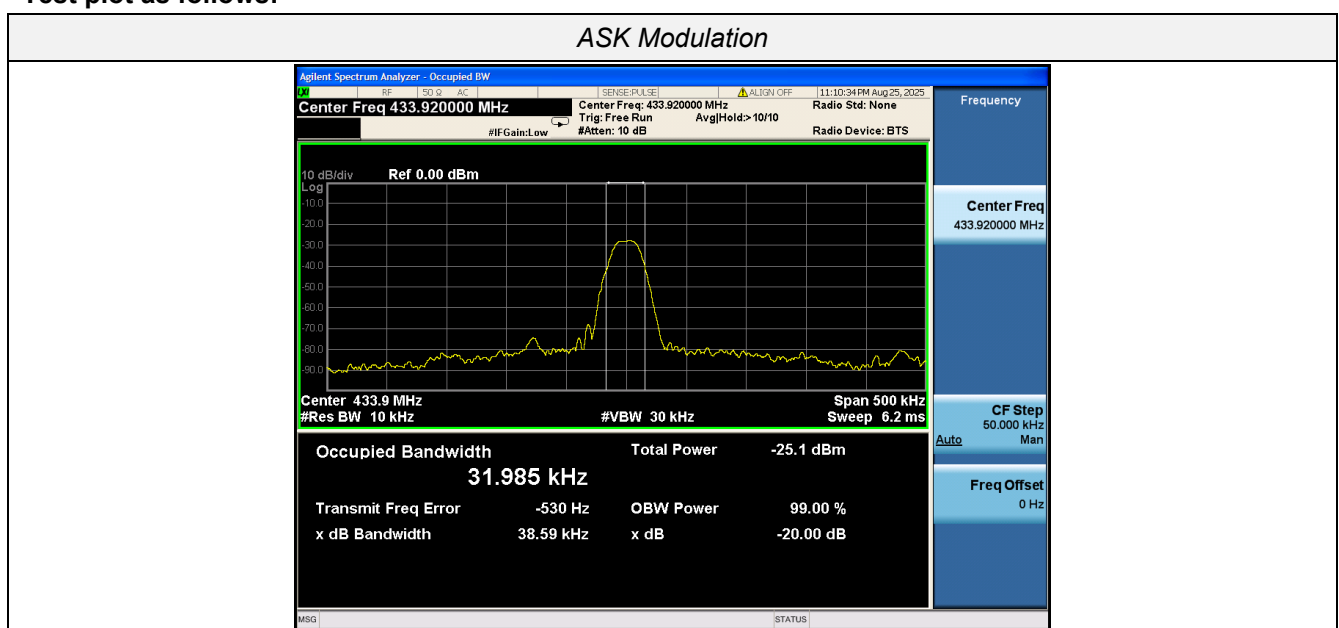 Test plot as follows:
ASK Modulation
Agilent Spectrum Analyzer - Occupied BW
RF 50 Ω AC SENSE:PULSE ALIGN OFF 11:10:34 PM Aug 25, 2025
Center Freq 433.920000 MHz
Center Freq: 433.920000 MHz Radio Std: None
Trig: Free Run Avg|Hold:>10/10
#IFGain:Low #Atten: 10 dB Radio Device: BTS
10 dB/div Ref 0.00 dBm
Log
-10.0
-20.0
-30.0
-40.0
-50.0
-60.0
-70.0
-80.0
-90.0
Center 433.9 MHz Span 500 kHz
#Res BW 10 kHz #VBW 30 kHz Sweep 6.2 ms
Occupied Bandwidth Total Power -25.1 dBm
31.985 kHz
Transmit Freq Error -530 Hz OBW Power 99.00 %
x dB Bandwidth 38.59 kHz x dB -20.00 dB
MSG STATUS
Frequency
Center Freq
433.920000 MHz
CF Step
50.000 kHz
Auto Man
Freq Offset
0 Hz